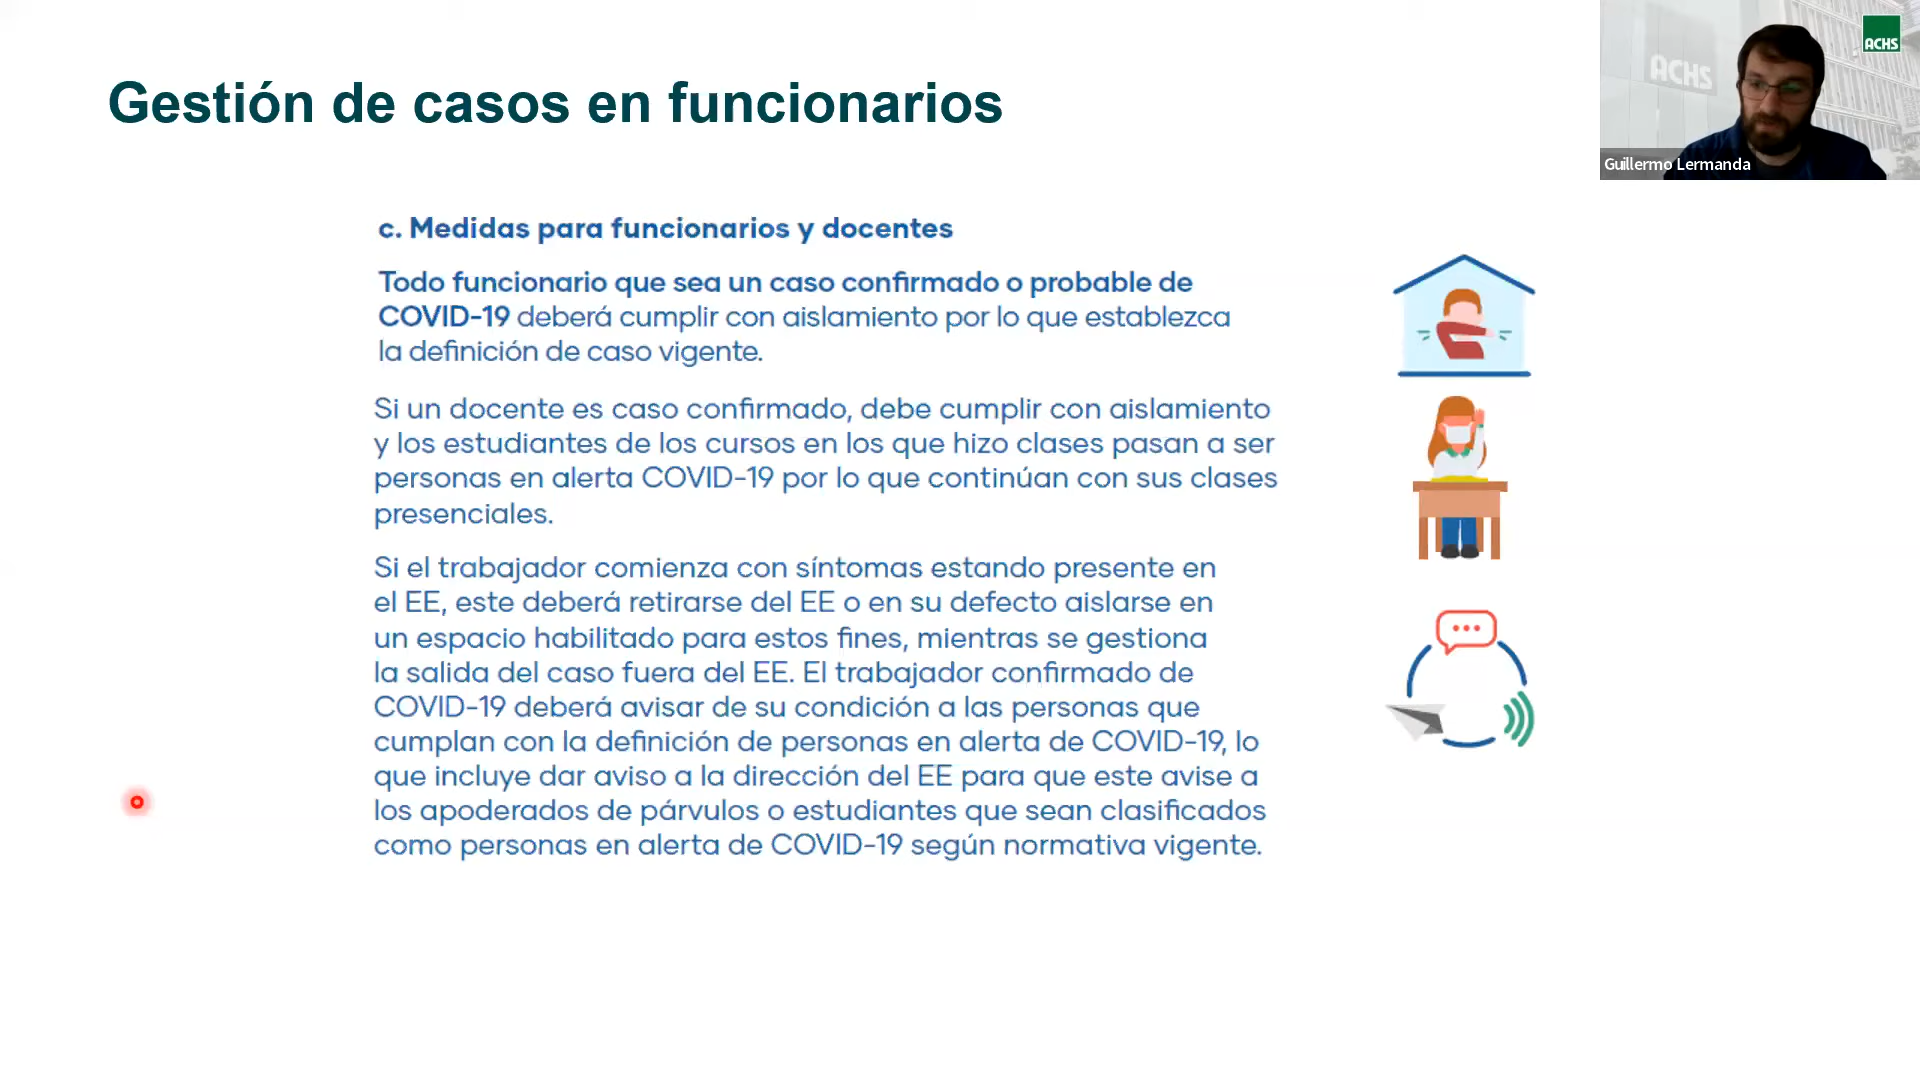 Gestión de casos en funcionarios
ACHS
ACHS
Guillermo Lermanda
c. Medidas para funcionarios y docentes
Todo funcionario que sea un caso confirmado o probable de
COVID-19 deberá cumplir con aislamiento por lo que establezca
la definición de caso vigente.
Si un docente es caso confirmado, debe cumplir con aislamiento
y los estudiantes de los cursos en los que hizo clases pasan a ser
personas en alerta COVID-19 por lo que continúan con sus clases
presenciales.
Si el trabajador comienza con síntomas estando presente en
el EE, este deberá retirarse del EE o en su defecto aislarse en
un espacio habilitado para estos fines, mientras se gestiona
la salida del caso fuera del EE. El trabajador confirmado de
COVID-19 deberá avisar de su condición a las personas que
cumplan con la definición de personas en alerta de COVID-19, lo
que incluye dar aviso a la dirección del EE para que este avise a
los apoderados de párvulos o estudiantes que sean clasificados
como personas en alerta de COVID-19 según normativa vigente.